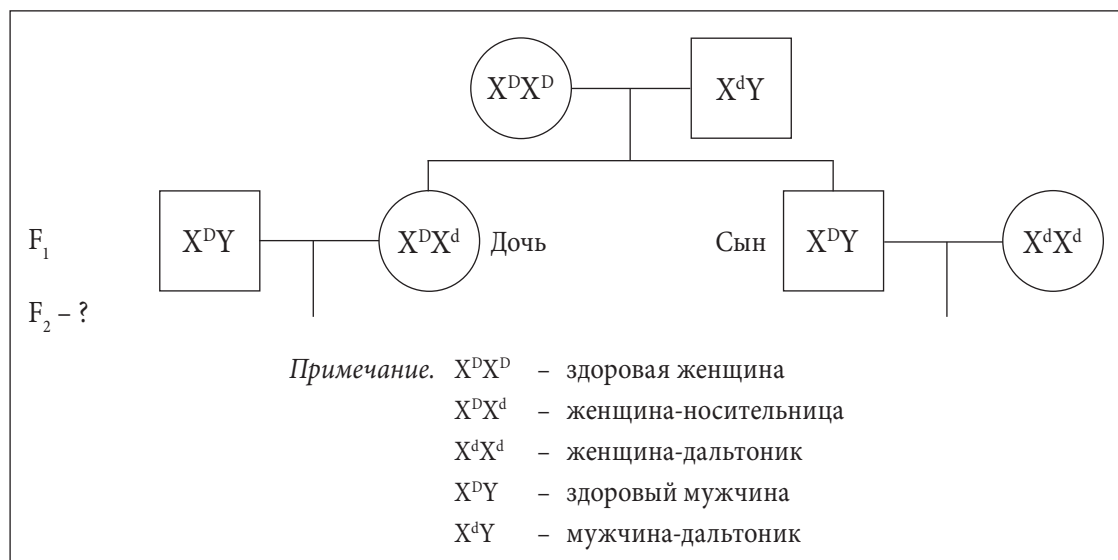 XᴰXᴰ XᵈY
F₁ XᴰY XᴰXᵈ Дочь Сын XᴰY XᵈXᵈ
F₂ – ?
Примечание. XᴰXᴰ – здоровая женщина
XᴰXᵈ – женщина-носительница
XᵈXᵈ – женщина-дальтоник
XᴰY – здоровый мужчина
XᵈY – мужчина-дальтоник